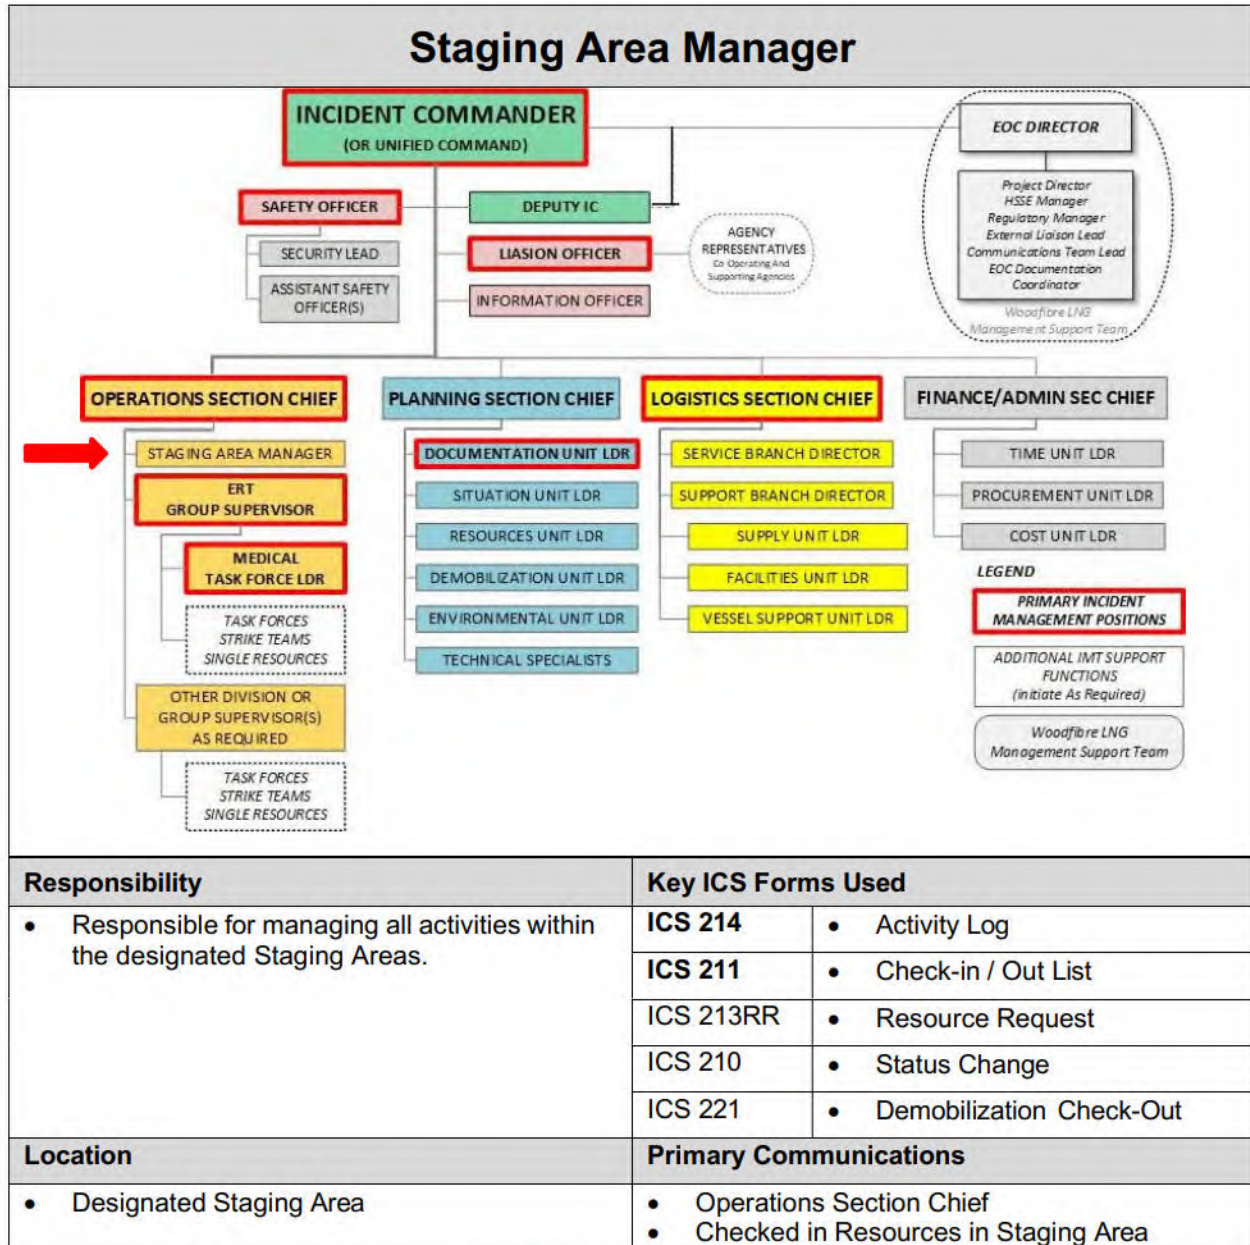 Staging Area Manager
INCIDENT COMMANDER
(OR UNIFIED COMMAND)
EOC DIRECTOR
Project Director
HSSE Manager
Regulatory Manager
External Liaison Lead
Communications Team Lead
EOC Documentation
Coordinator
Woodfibre LNG
Management Support Team
SAFETY OFFICER
DEPUTY IC
SECURITY LEAD
LIASION OFFICER
AGENCY
REPRESENTATIVES
Co Operating And
Supporting Agencies
ASSISTANT SAFETY
OFFICER(S)
INFORMATION OFFICER
OPERATIONS SECTION CHIEF
STAGING AREA MANAGER
ERT
GROUP SUPERVISOR
MEDICAL
TASK FORCE LDR
TASK FORCES
STRIKE TEAMS
SINGLE RESOURCES
OTHER DIVISION OR
GROUP SUPERVISOR(S)
AS REQUIRED
TASK FORCES
STRIKE TEAMS
SINGLE RESOURCES
PLANNING SECTION CHIEF
DOCUMENTATION UNIT LDR
SITUATION UNIT LDR
RESOURCES UNIT LDR
DEMOBILIZATION UNIT LDR
ENVIRONMENTAL UNIT LDR
TECHNICAL SPECIALISTS
LOGISTICS SECTION CHIEF
SERVICE BRANCH DIRECTOR
SUPPORT BRANCH DIRECTOR
SUPPLY UNIT LDR
FACILITIES UNIT LDR
VESSEL SUPPORT UNIT LDR
FINANCE/ADMIN SEC CHIEF
TIME UNIT LDR
PROCUREMENT UNIT LDR
COST UNIT LDR
LEGEND
PRIMARY INCIDENT
MANAGEMENT POSITIONS
ADDITIONAL IMT SUPPORT
FUNCTIONS
(initiate As Required)
Woodfibre LNG
Management Support Team
Responsibility
• Responsible for managing all activities within
the designated Staging Areas.
Key ICS Forms Used
ICS 214 • Activity Log
ICS 211 • Check-in / Out List
ICS 213RR • Resource Request
ICS 210 • Status Change
ICS 221 • Demobilization Check-Out
Location
• Designated Staging Area
Primary Communications
• Operations Section Chief
• Checked in Resources in Staging Area